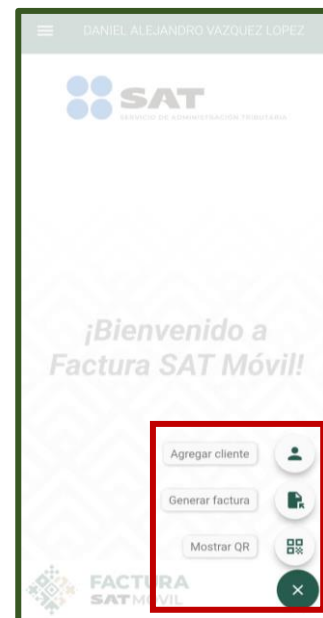 DANIEL ALEJANDRO VAZQUEZ LOPEZ
SAT
SERVICIO DE ADMINISTRACIÓN TRIBUTARIA
¡Bienvenido a
Factura SAT Móvil!
Agregar cliente
Generar factura
Mostrar QR
FACTURA
SAT MÓVIL